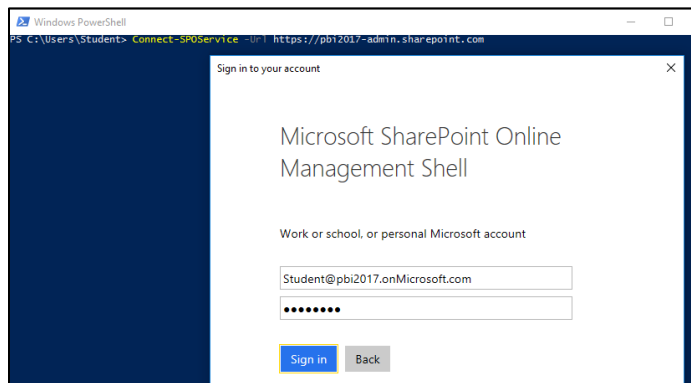 Windows PowerShell
PS C:\Users\Student> Connect-SPOService -Url https://pbi2017-admin.sharepoint.com
Sign in to your account
Microsoft SharePoint Online
Management Shell
Work or school, or personal Microsoft account
Student@pbi2017.onMicrosoft.com
●●●●●●●●
Sign in Back